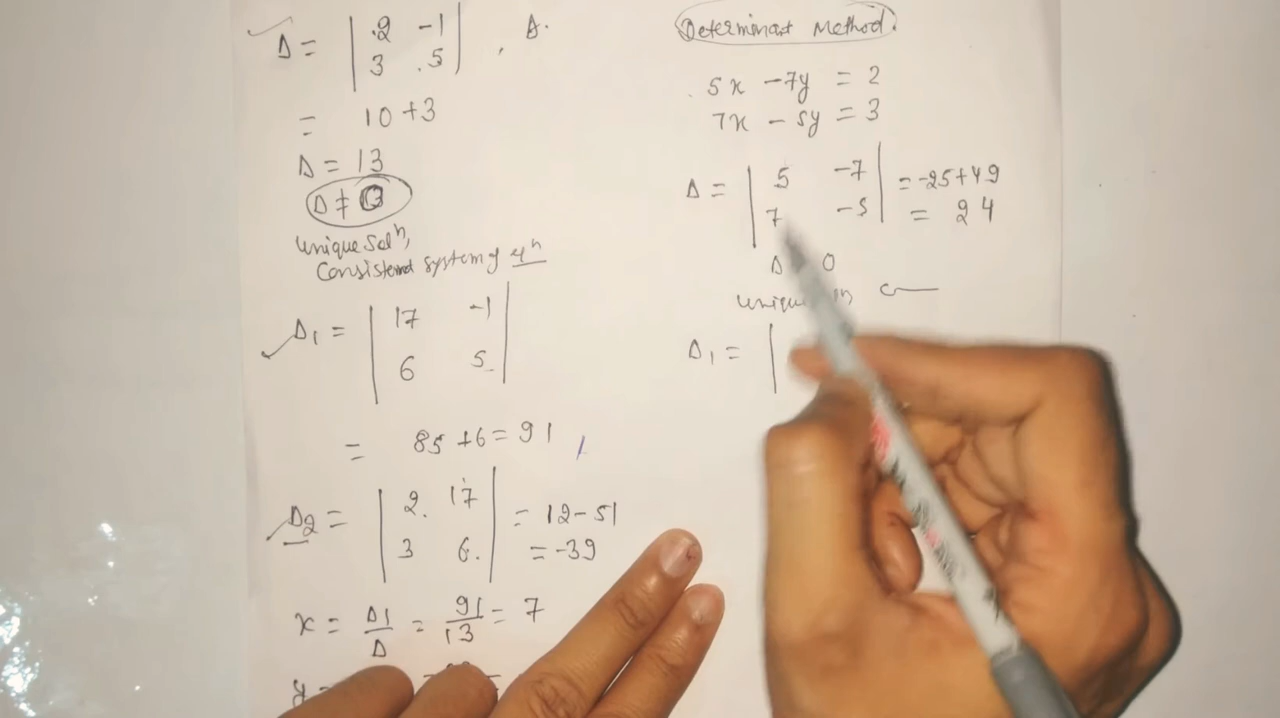 Δ = | 2 -1 |
| 3 5 | , Δ.
= 10 + 3
Δ = 13
Δ ≠ 0
Unique Solⁿ,
Consistend system of
Δ₁ = | 17 -1 |
| 6 5 |
= 85 + 6 = 91
Δ₂ = | 2 17 | = 12 - 51
| 3 6 | = -39
x = Δ1/Δ = 91/13 = 7
y =
Determinant Method.
5x - 7y = 2
7x - 5y = 3
Δ = | 5 -7 | = -25 + 49
| 7 -5 | = 24
Δ 0
Δ₁ = |